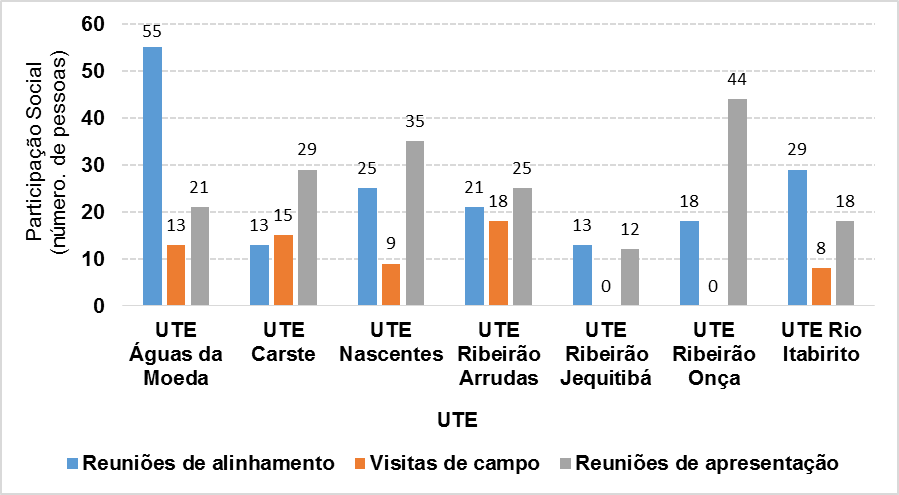 Participação Social
(número. de pessoas)
60
50
40
30
20
10
0
55
13
21
13
15
29
25
9
35
21
18
25
13
0
12
18
0
44
29
8
18
UTE
Águas da
Moeda
UTE
Carste
UTE
Nascentes
UTE
Ribeirão
Arrudas
UTE
Ribeirão
Jequitibá
UTE
Ribeirão
Onça
UTE Rio
Itabirito
UTE
Reuniões de alinhamento
Visitas de campo
Reuniões de apresentação